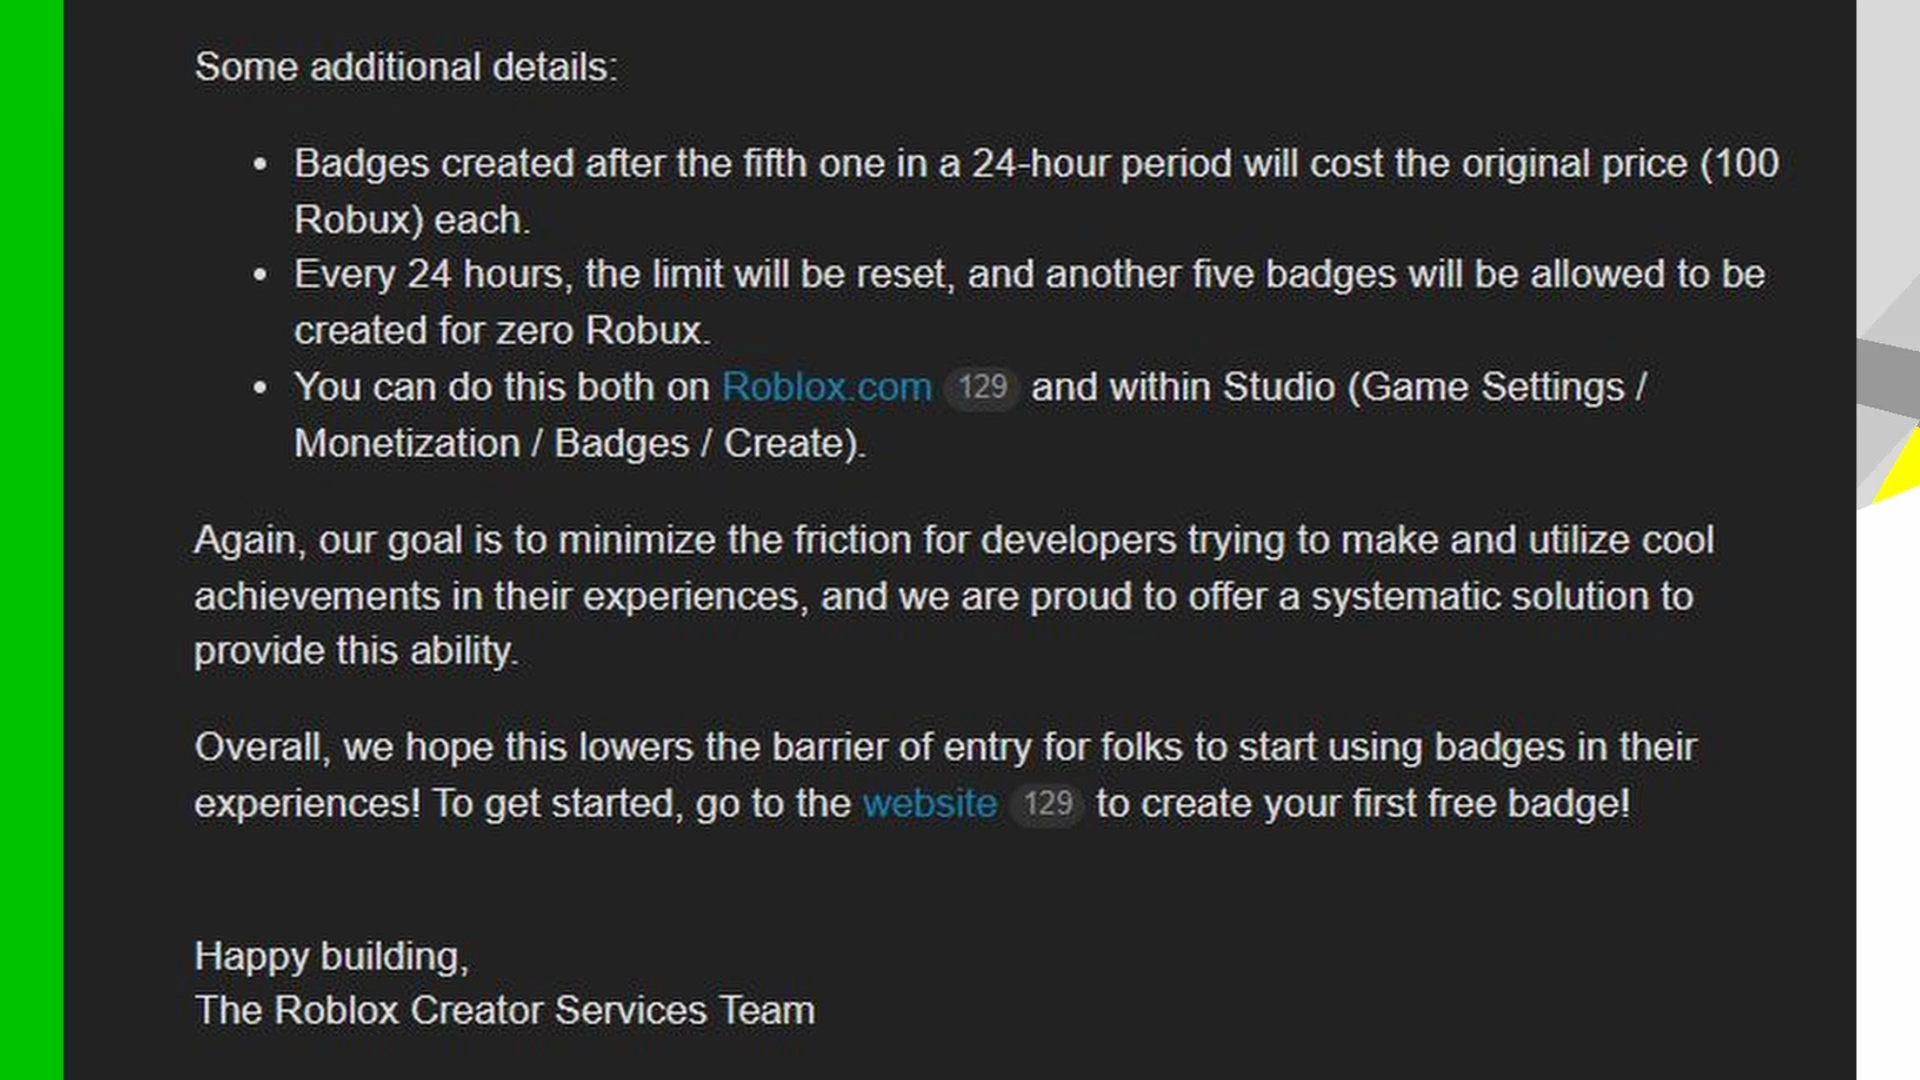 Some additional details:
• Badges created after the fifth one in a 24-hour period will cost the original price (100
Robux) each.
• Every 24 hours, the limit will be reset, and another five badges will be allowed to be
created for zero Robux.
• You can do this both on Roblox.com 129 and within Studio (Game Settings /
Monetization / Badges / Create).
Again, our goal is to minimize the friction for developers trying to make and utilize cool
achievements in their experiences, and we are proud to offer a systematic solution to
provide this ability.
Overall, we hope this lowers the barrier of entry for folks to start using badges in their
experiences! To get started, go to the website 129 to create your first free badge!
Happy building,
The Roblox Creator Services Team